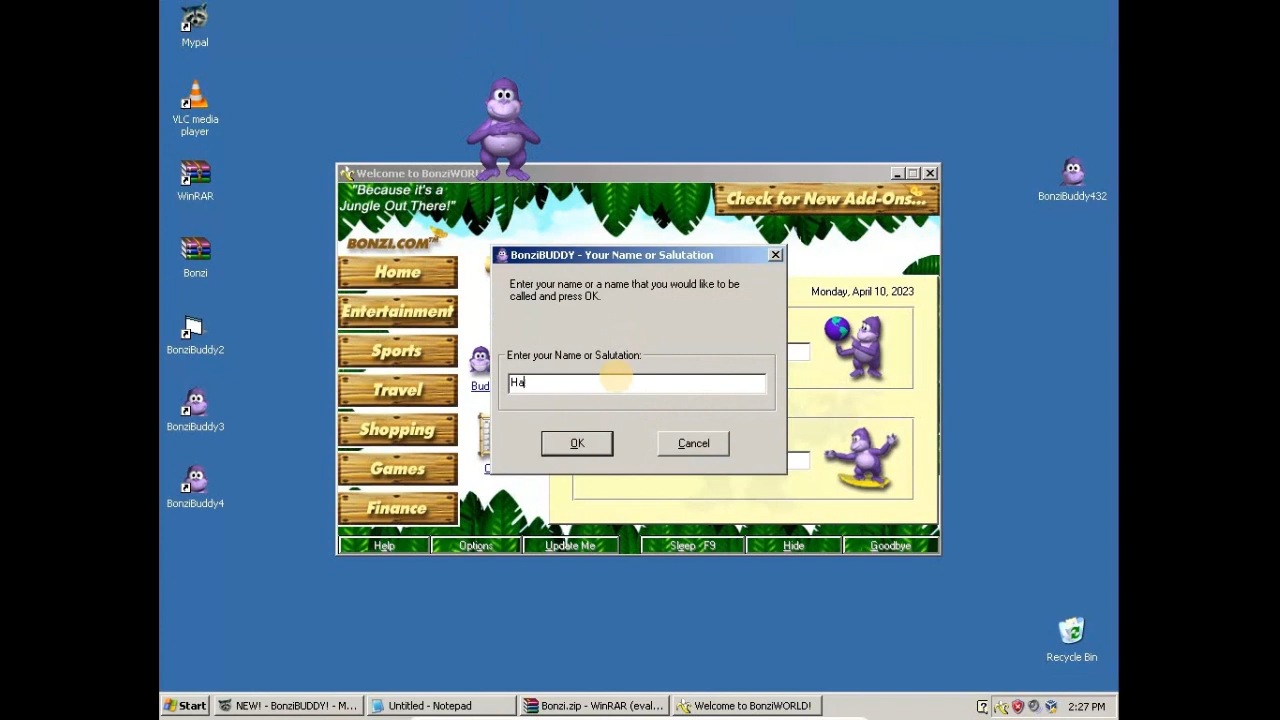 Mypal
VLC media
player
WinRAR
Bonzi
BonziBuddy2
BonziBuddy3
BonziBuddy4
BonziBuddy432
Recycle Bin
Welcome to BonziWORL
"Because it's a
Jungle Out There!"
Check for New Add-Ons...
BONZI.COM™
Home
Entertainment
Sports
Travel
Shopping
Games
Finance
Bud
Monday, April 10, 2023
BonziBUDDY - Your Name or Salutation
Enter your name or a name that you would like to be
called and press OK.
Enter your Name or Salutation:
Ha
OK
Cancel
Help
Options
Update Me
Sleep - F9
Hide
Goodbye
Start
NEW! - BonziBUDDY! - M...
Untitled - Notepad
Bonzi.zip - WinRAR (eval...
Welcome to BonziWORLD!
2:27 PM